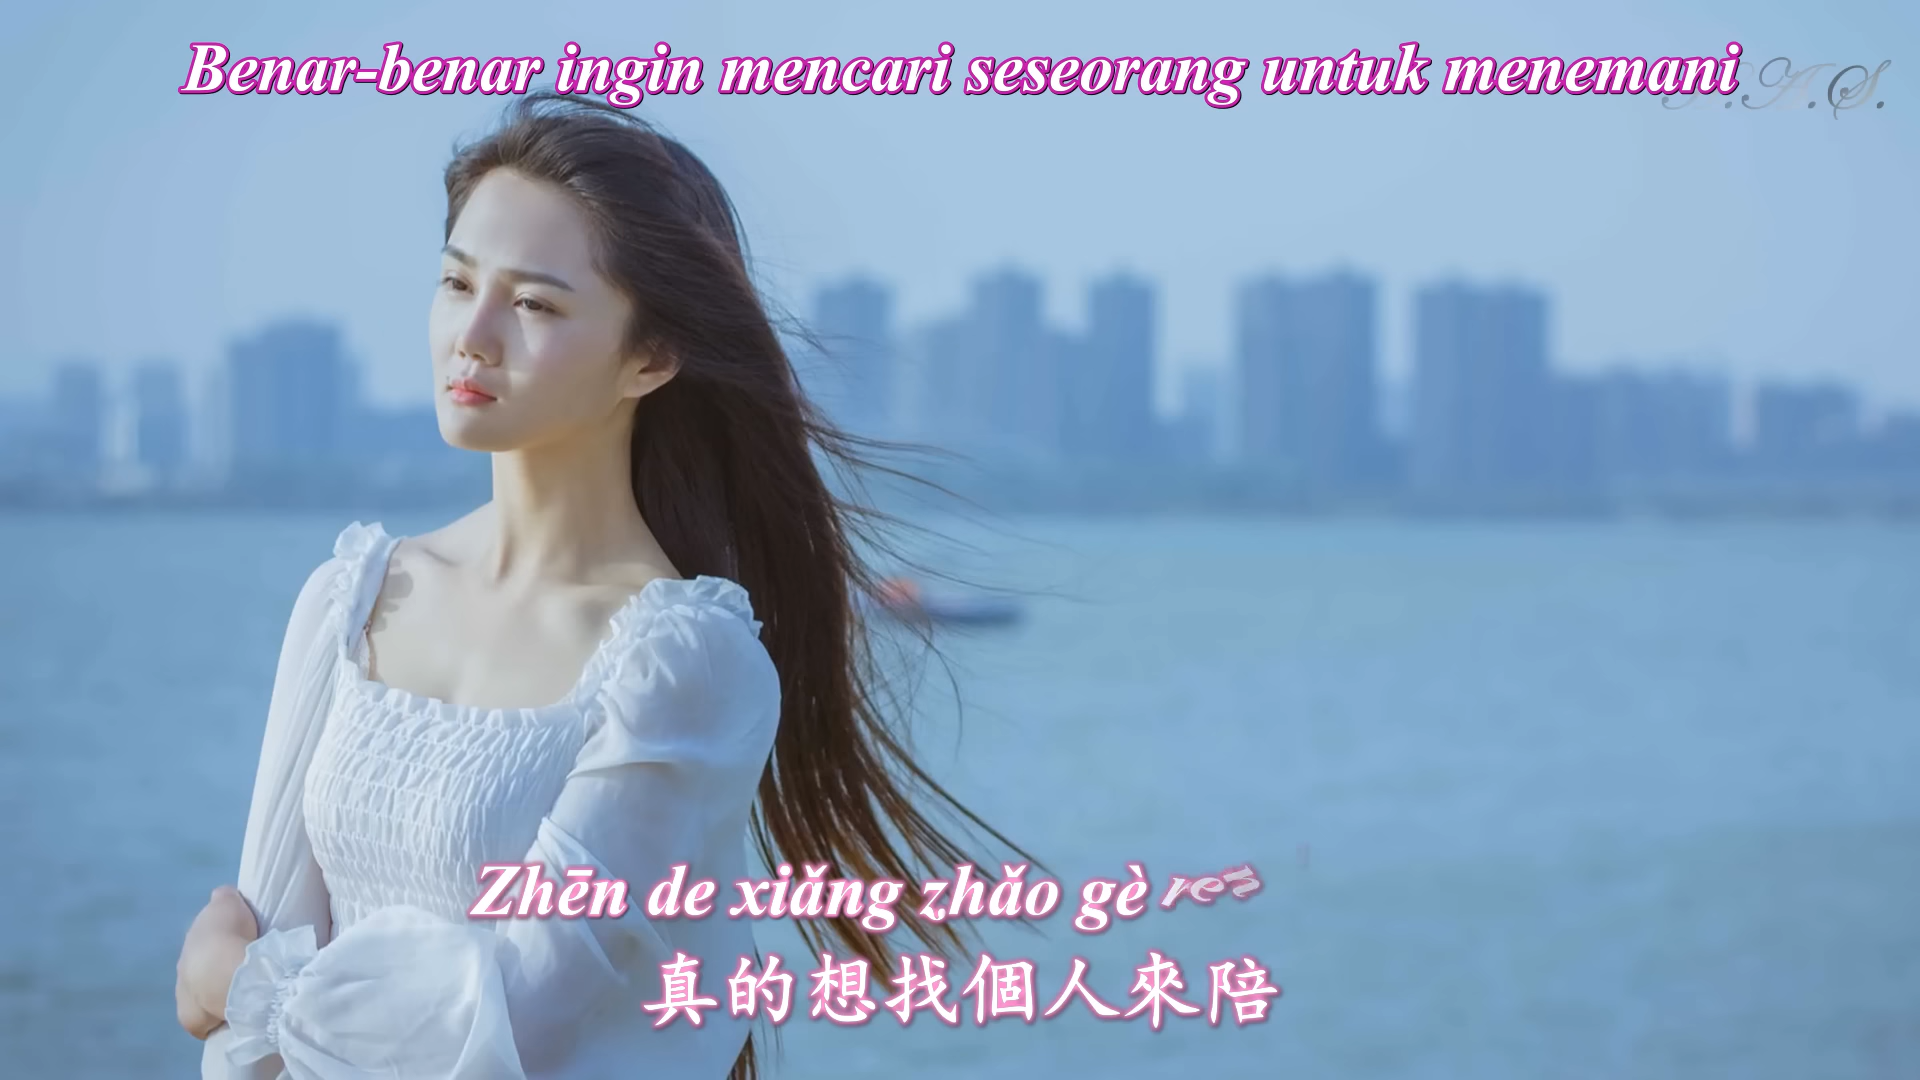 Benar-benar ingin mencari seseorang untuk menemani
Zhēn de xiǎng zhǎo gè ren
真的想找個人來陪